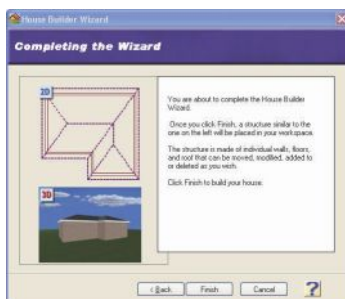 House Builder Wizard
Completing the Wizard
2D
You are about to complete the House Builder
Wizard.
Once you click Finish, a structure similar to the
one on the left will be placed in your workspace.
The structure is made of individual walls, floors,
and roof that can be moved, modified, added to
or deleted as you wish.
Click Finish to build your house.
3D
< Back
Finish
Cancel
?